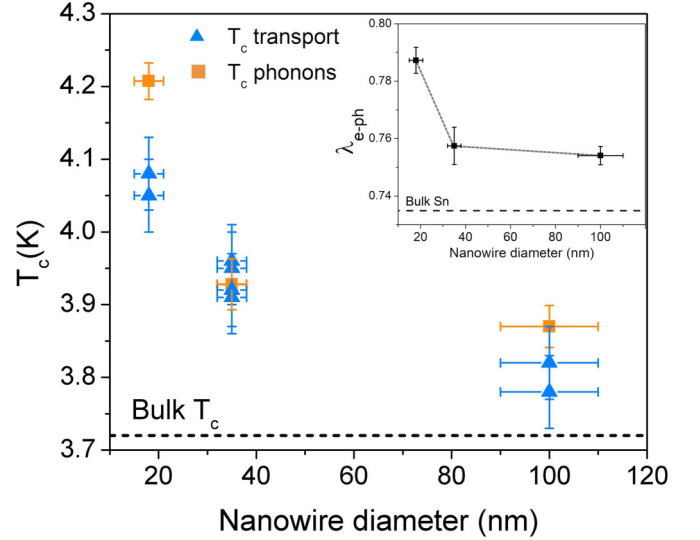 4.3
4.2
4.1
4.0
3.9
3.8
3.7
T_c(K)
T_c transport
T_c phonons
0.78
0.76
0.74
λ_e-ph
Bulk Sn
20 40 60 80 100
Nanowire diameter (nm)
Bulk T_c
20 40 60 80 100 120
Nanowire diameter (nm)